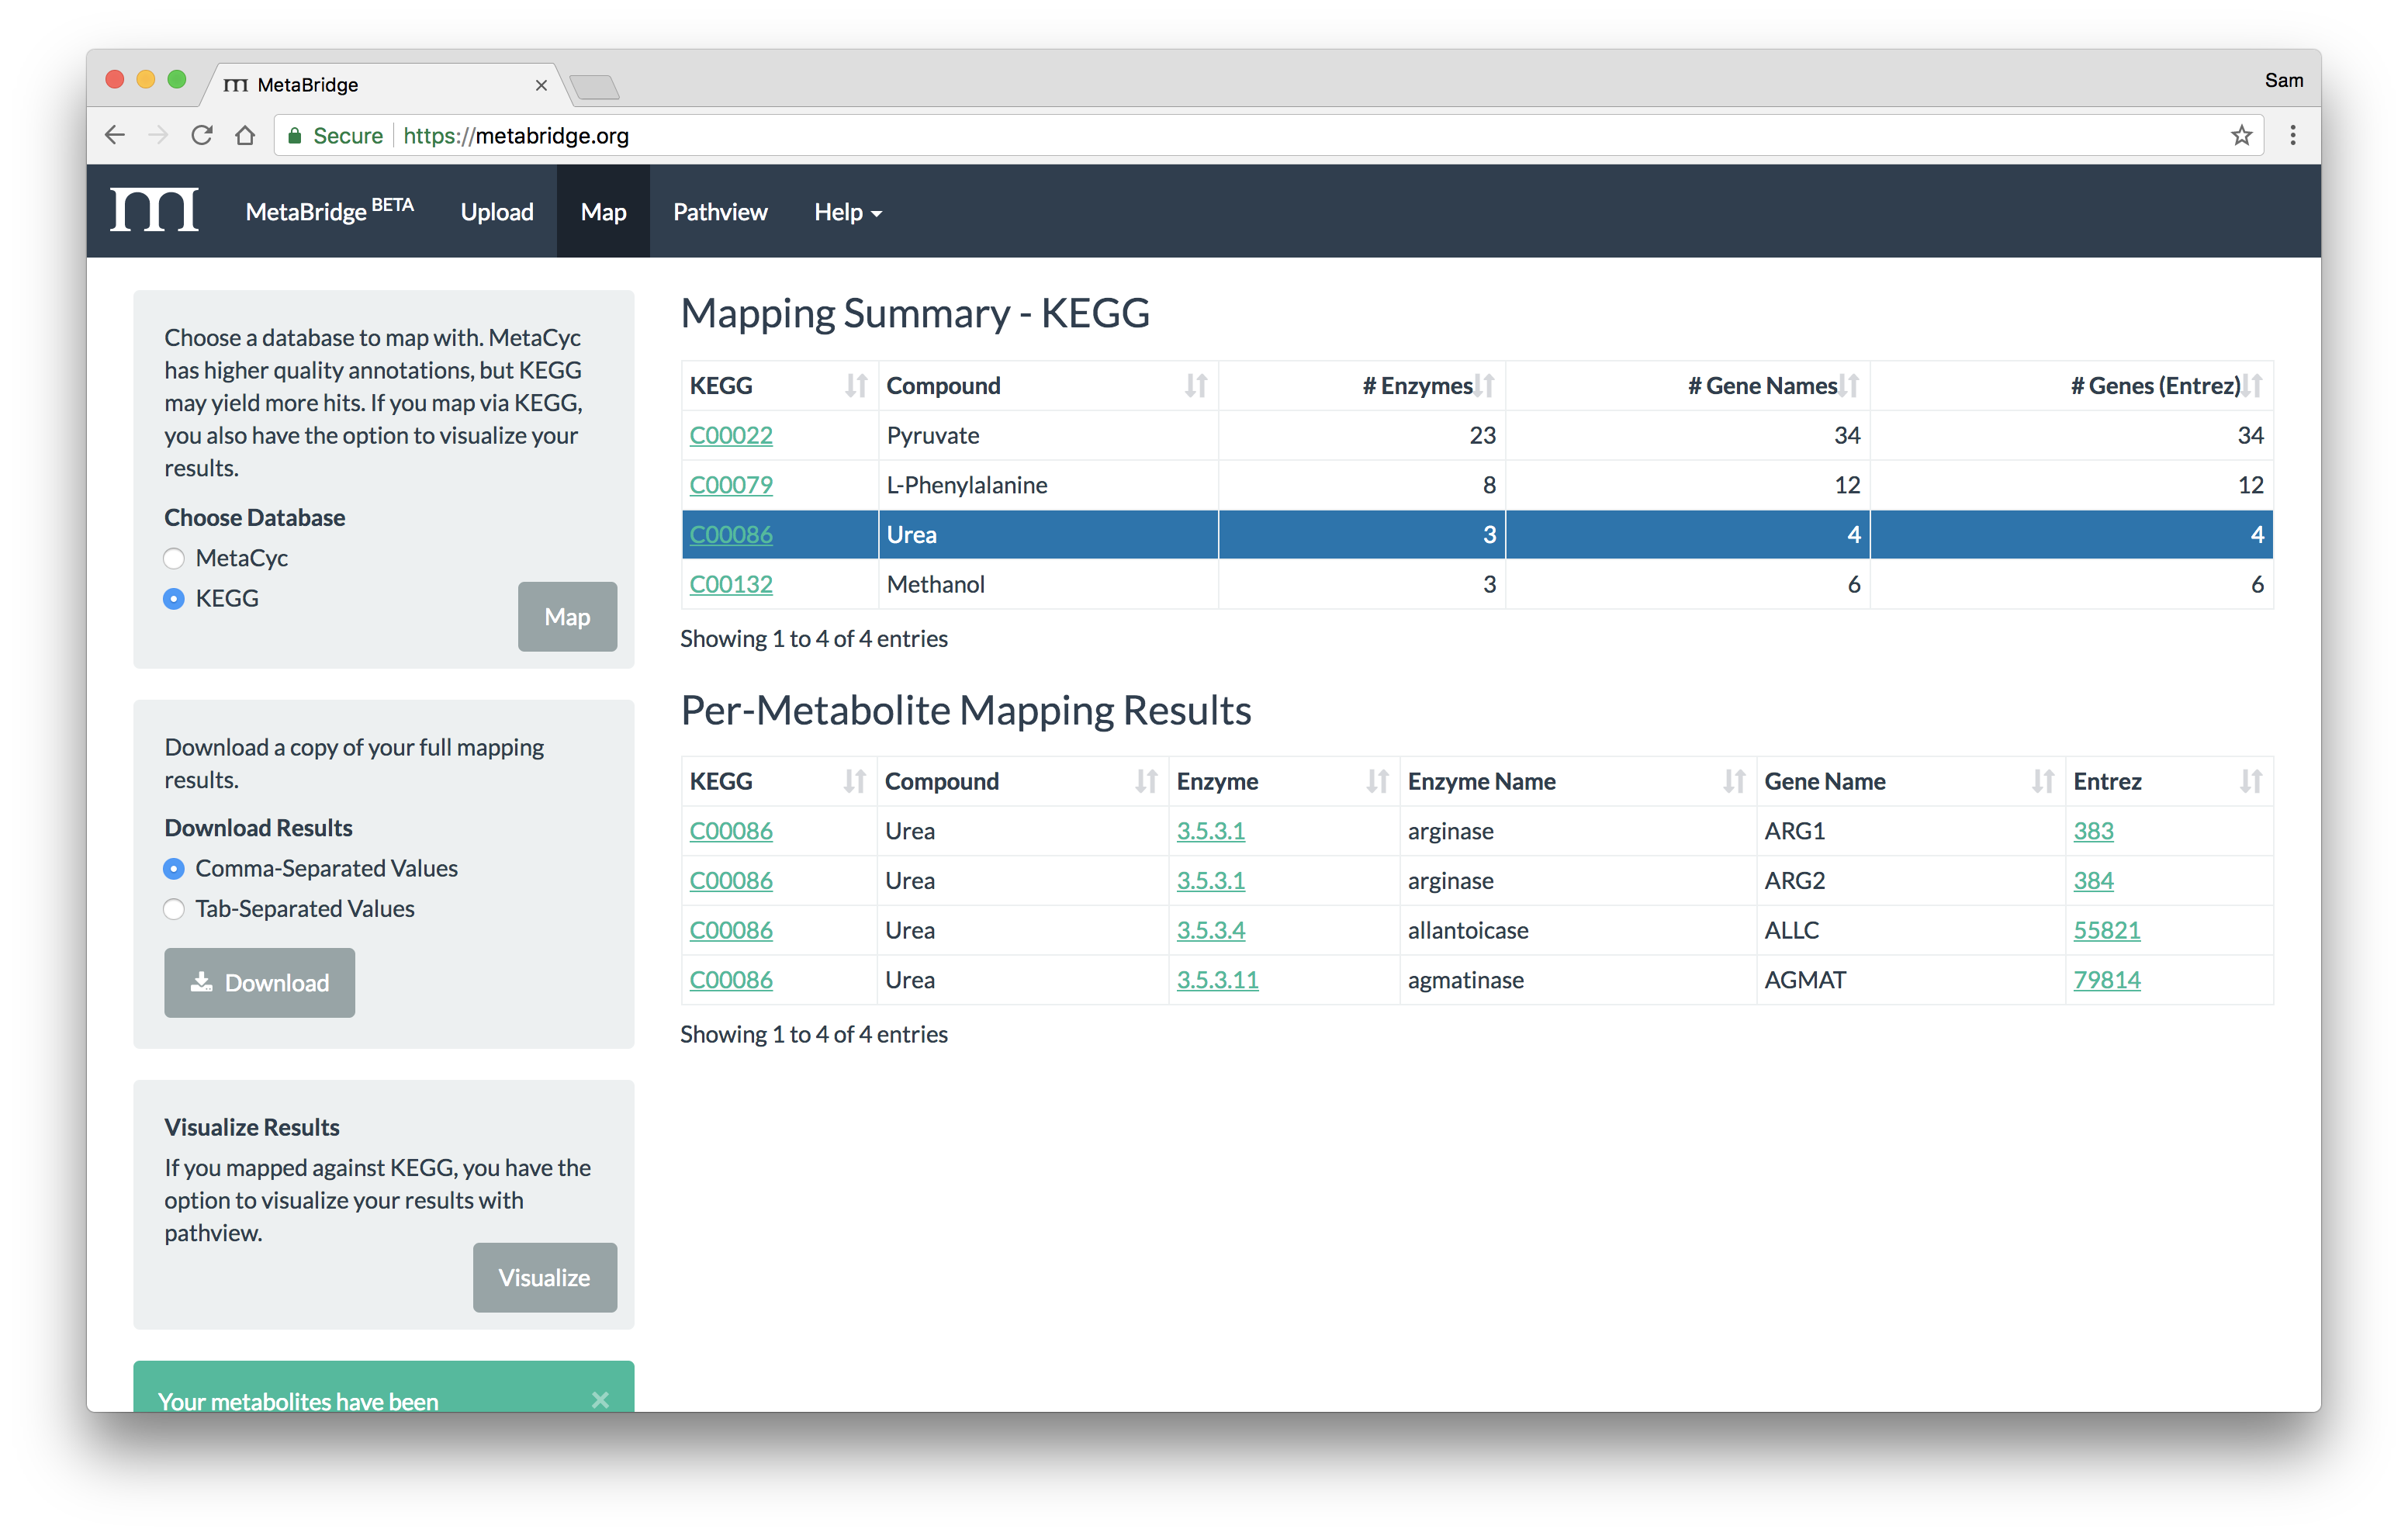 MetaBridge
Sam
Secure https://metabridge.org
m MetaBridge BETA Upload Map Pathview Help
Choose a database to map with. MetaCyc
has higher quality annotations, but KEGG
may yield more hits. If you map via KEGG,
you also have the option to visualize your
results.
Choose Database
MetaCyc
KEGG
Map
Download a copy of your full mapping
results.
Download Results
Comma-Separated Values
Tab-Separated Values
Download
Visualize Results
If you mapped against KEGG, you have the
option to visualize your results with
pathview.
Visualize
Your metabolites have been
Mapping Summary - KEGG
KEGG Compound # Enzymes # Gene Names # Genes (Entrez)
C00022 Pyruvate 23 34 34
C00079 L-Phenylalanine 8 12 12
C00086 Urea 3 4 4
C00132 Methanol 3 6 6
Showing 1 to 4 of 4 entries
Per-Metabolite Mapping Results
KEGG Compound Enzyme Enzyme Name Gene Name Entrez
C00086 Urea 3.5.3.1 arginase ARG1 383
C00086 Urea 3.5.3.1 arginase ARG2 384
C00086 Urea 3.5.3.4 allantoicase ALLC 55821
C00086 Urea 3.5.3.11 agmatinase AGMAT 79814
Showing 1 to 4 of 4 entries